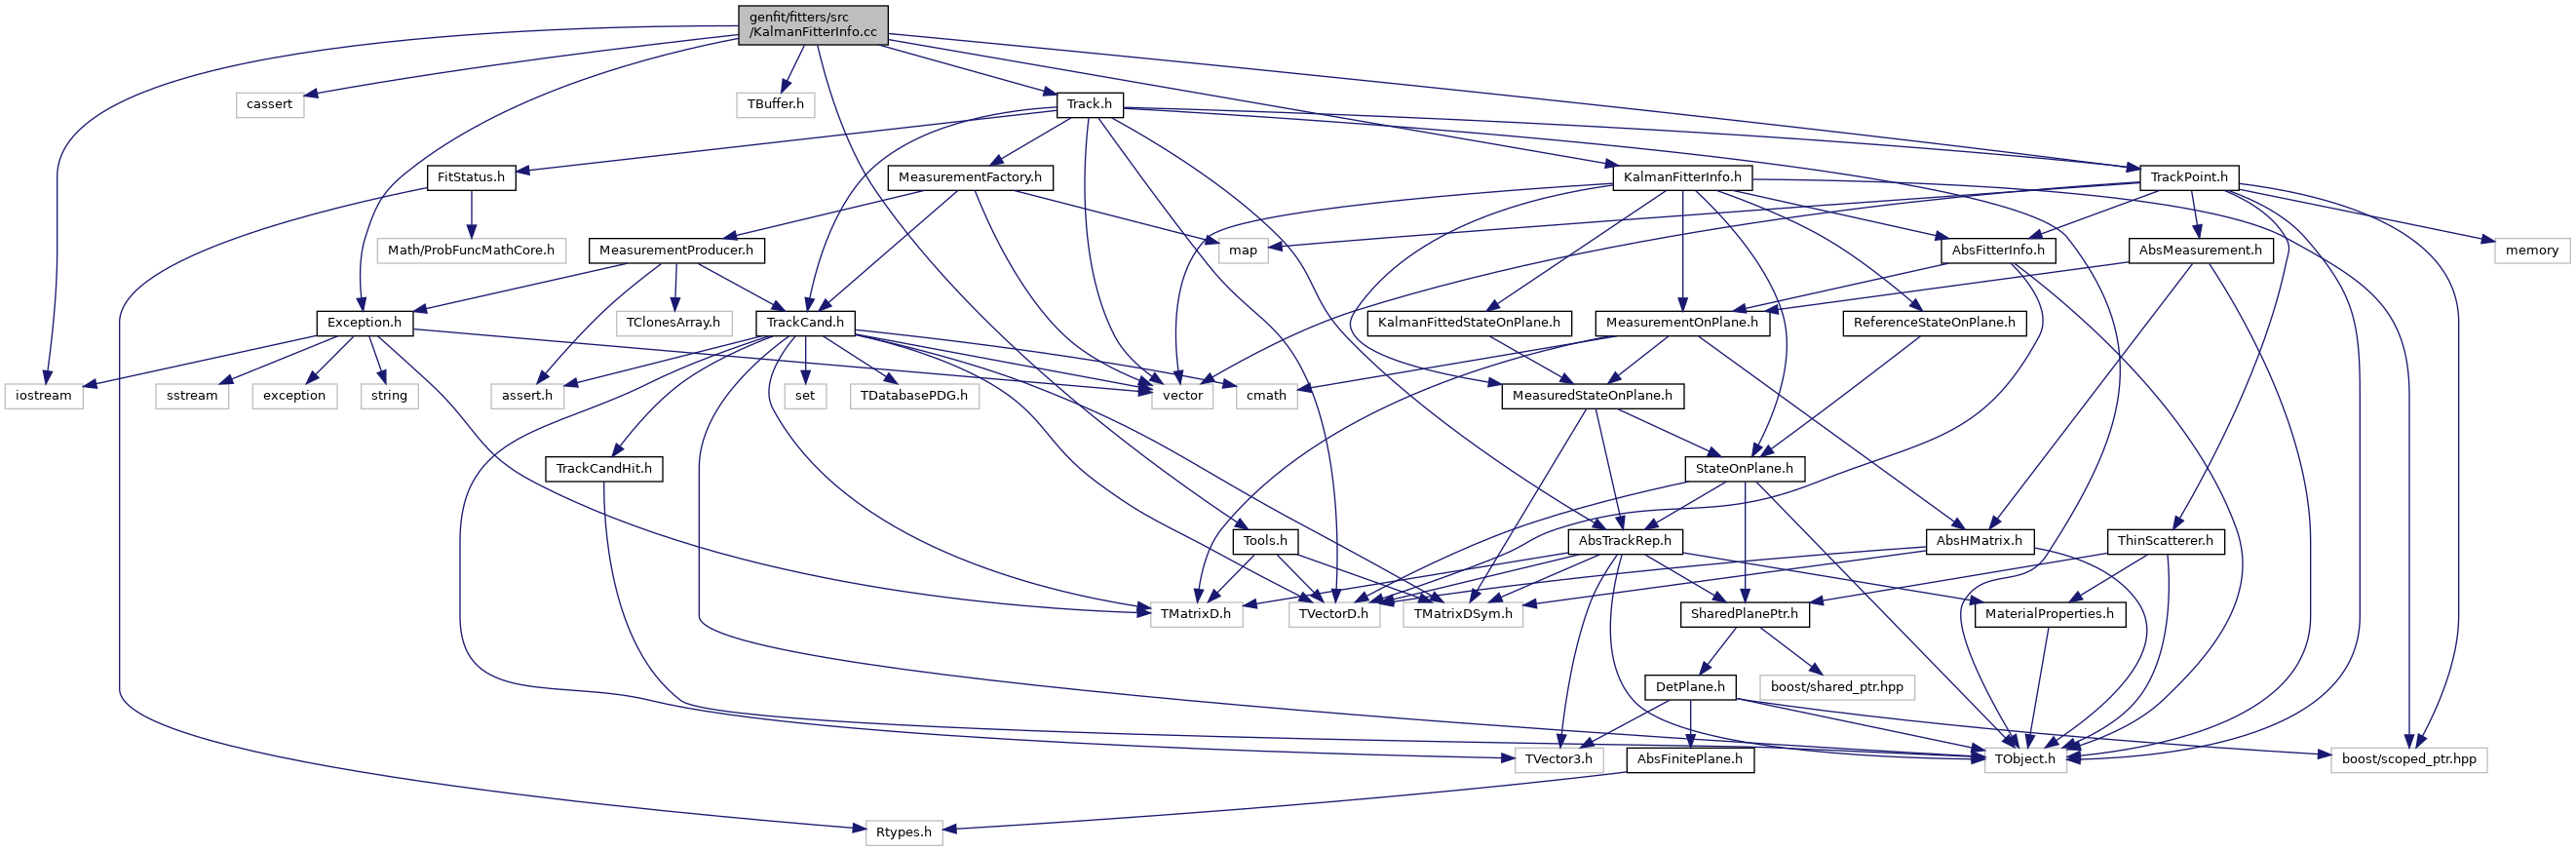 genfit/fitters/src
/KalmanFitterInfo.cc
cassert
TBuffer.h
Track.h
FitStatus.h
MeasurementFactory.h
KalmanFitterInfo.h
TrackPoint.h
Math/ProbFuncMathCore.h
MeasurementProducer.h
map
AbsFitterInfo.h
AbsMeasurement.h
memory
Exception.h
TClonesArray.h
TrackCand.h
KalmanFittedStateOnPlane.h
MeasurementOnPlane.h
ReferenceStateOnPlane.h
iostream
sstream
exception
string
assert.h
set
TDatabasePDG.h
vector
cmath
MeasuredStateOnPlane.h
TrackCandHit.h
StateOnPlane.h
Tools.h
AbsTrackRep.h
AbsHMatrix.h
ThinScatterer.h
TMatrixD.h
TVectorD.h
TMatrixDSym.h
SharedPlanePtr.h
MaterialProperties.h
DetPlane.h
boost/shared_ptr.hpp
TVector3.h
AbsFinitePlane.h
TObject.h
boost/scoped_ptr.hpp
Rtypes.h